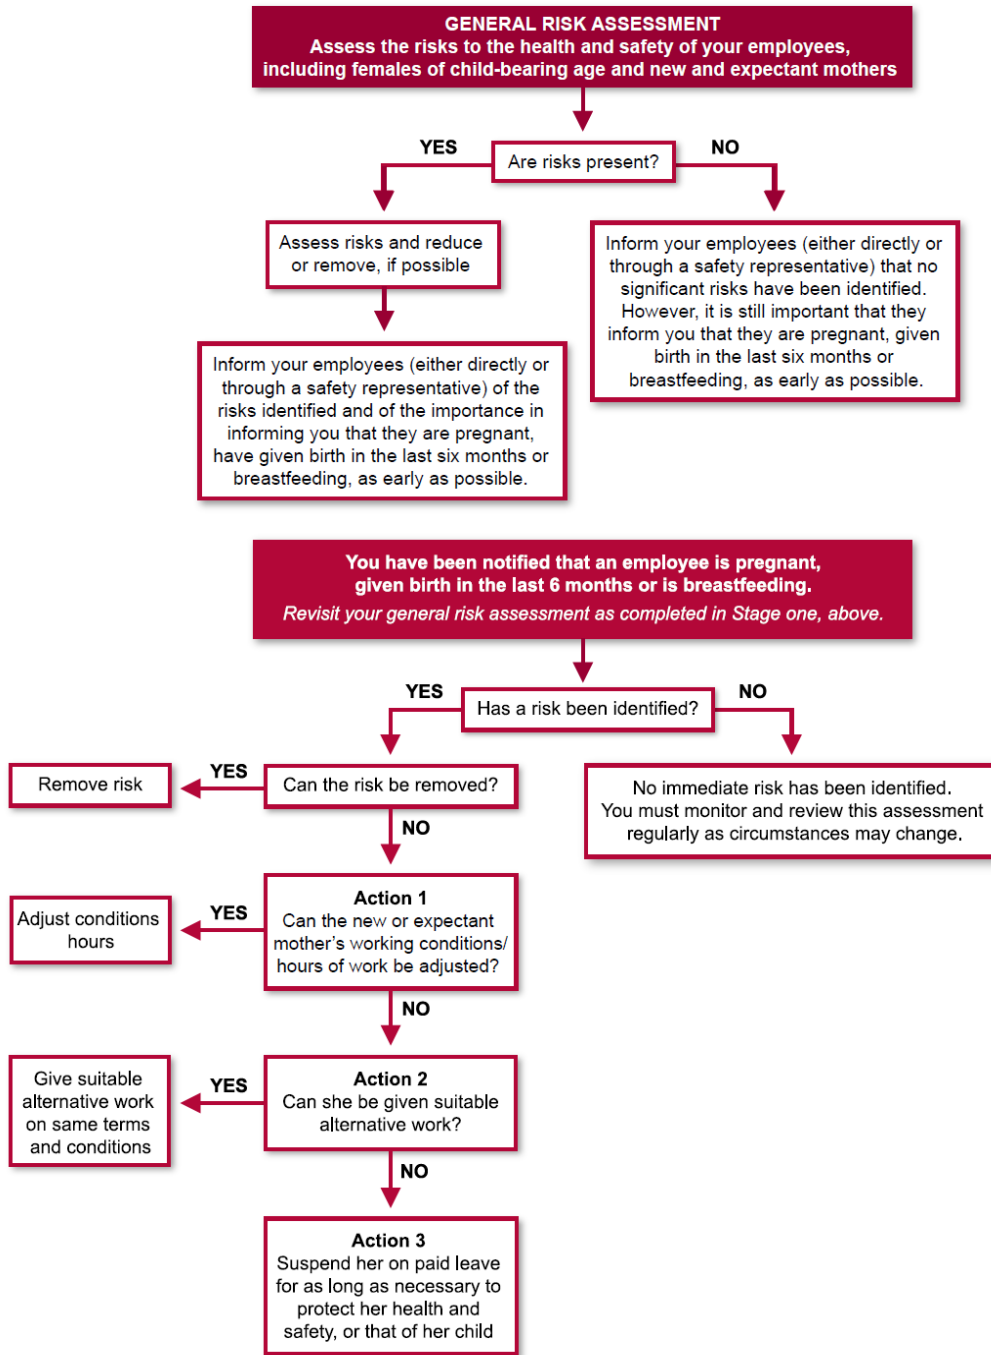 GENERAL RISK ASSESSMENT
Assess the risks to the health and safety of your employees,
including females of child-bearing age and new and expectant mothers
YES
Are risks present?
NO
Assess risks and reduce
or remove, if possible
Inform your employees (either directly or
through a safety representative) that no
significant risks have been identified.
However, it is still important that they
inform you that they are pregnant, given
birth in the last six months or
breastfeeding, as early as possible.
Inform your employees (either directly or
through a safety representative) of the
risks identified and of the importance in
informing you that they are pregnant,
have given birth in the last six months or
breastfeeding, as early as possible.
You have been notified that an employee is pregnant,
given birth in the last 6 months or is breastfeeding.
Revisit your general risk assessment as completed in Stage one, above.
YES
Has a risk been identified?
NO
Remove risk
YES
Can the risk be removed?
No immediate risk has been identified.
You must monitor and review this assessment
regularly as circumstances may change.
NO
Adjust conditions
hours
YES
Action 1
Can the new or expectant
mother's working conditions/
hours of work be adjusted?
NO
Give suitable
alternative work
on same terms
and conditions
YES
Action 2
Can she be given suitable
alternative work?
NO
Action 3
Suspend her on paid leave
for as long as necessary to
protect her health and
safety, or that of her child